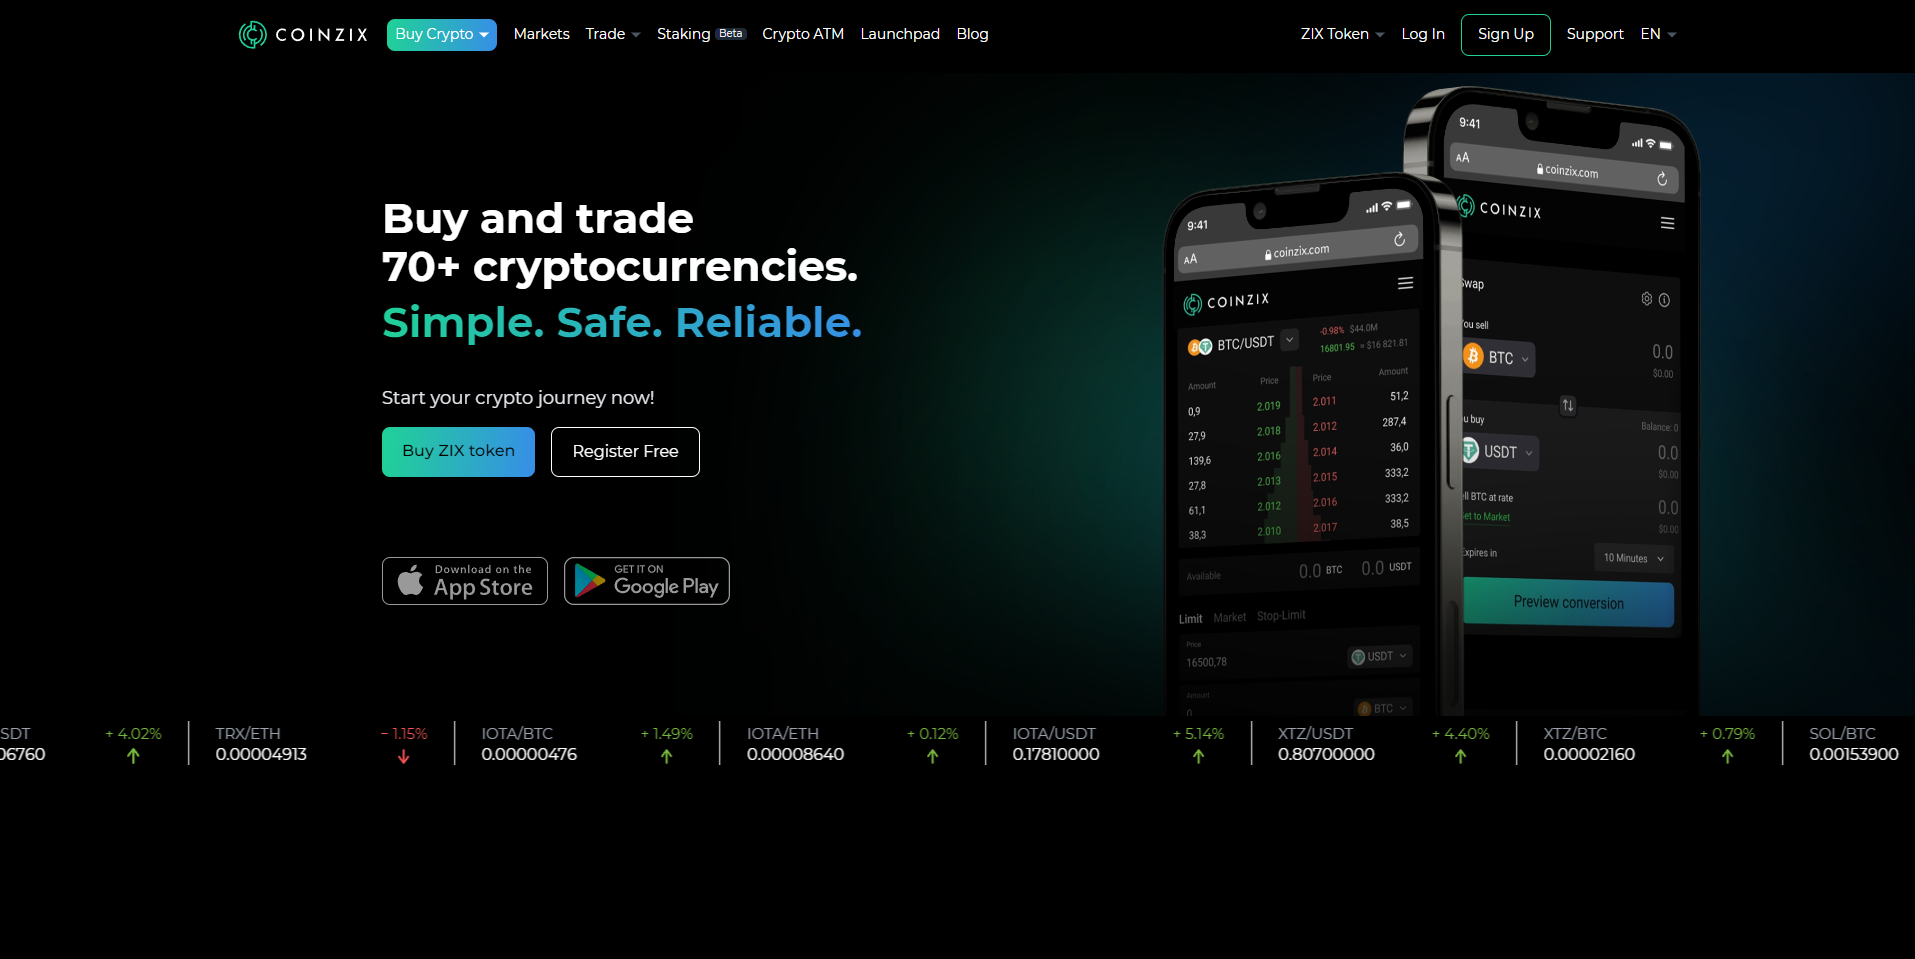 COINZIX
Buy Crypto
Markets
Trade
Staking Beta
Crypto ATM
Launchpad
Blog
ZIX Token
Log In
Sign Up
Support
EN
Buy and trade
70+ cryptocurrencies.
Simple. Safe. Reliable.
Start your crypto journey now!
Buy ZIX token
Register Free
Download on the
App Store
GET IT ON
Google Play
9:41
AA coinzix.com
COINZIX
BTC/USDT
-0.98% $44.0M
16801.95 ≈ $16 821.81
Amount Price Price Amount
0,9 2.019 2.011 51,2
27,9 2.018 2.012 287,4
139,6 2.016 2.014 36,0
27,8 2.013 2.015 333,2
61,1 2.012 2.016 333,2
38,3 2.010 2.017 38,5
Available 0.0 BTC 0.0 USDT
Limit Market Stop-Limit
Price
16500,78 USDT
Amount
0 BTC
9:41
AA coinzix.com
COINZIX
Swap
You sell
BTC 0.0
$0.00
ou buy Balance: 0
USDT 0.0
$0.00
ell BTC at rate 0.0
et to Market $0.00
Expires in 10 Minutes
Preview conversion
SDT + 4.02% TRX/ETH − 1.15% IOTA/BTC + 1.49% IOTA/ETH + 0.12% IOTA/USDT + 5.14% XTZ/USDT + 4.40% XTZ/BTC + 0.79% SOL/BTC
06760 0.00004913 0.00000476 0.00008640 0.17810000 0.80700000 0.00002160 0.00153900